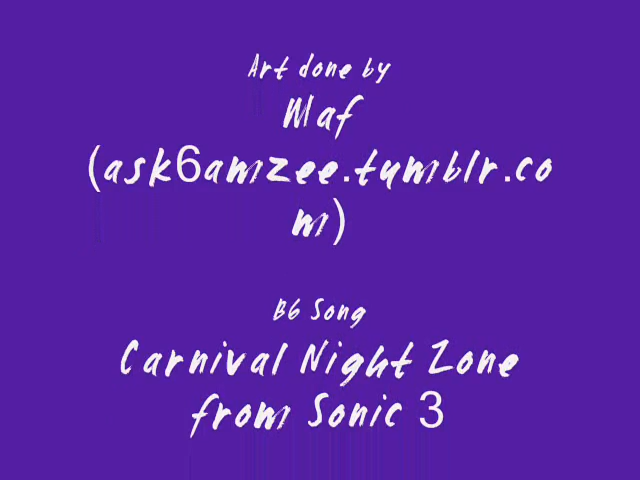 Art done by
Maf
(ask6amzee.tumblr.co
m)
BG Song
Carnival Night Zone
from Sonic 3